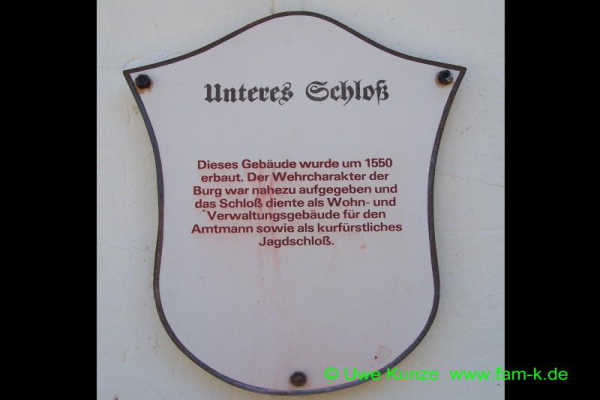 Unteres Schloß
Dieses Gebäude wurde um 1550
erbaut. Der Wehrcharakter der
Burg war nahezu aufgegeben und
das Schloß diente als Wohn- und
Verwaltungsgebäude für den
Amtmann sowie als kurfürstliches
Jagdschloß.
© Uwe Kunze www.fam-k.de